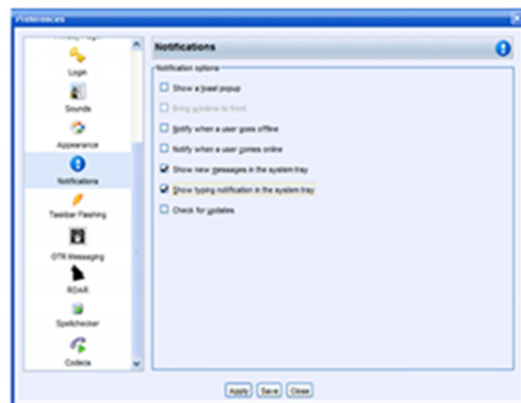 Preferences
Login
Sounds
Appearance
Notifications
Taskbar Flashing
OTR Messaging
ROAR
Spellchecker
Codecs
Notifications
Notification options
Show a toast popup
Bring window to front
Notify when a user goes offline
Notify when a user comes online
Show new messages in the system tray
Show typing notification in the system tray
Check for updates
Apply Save Close